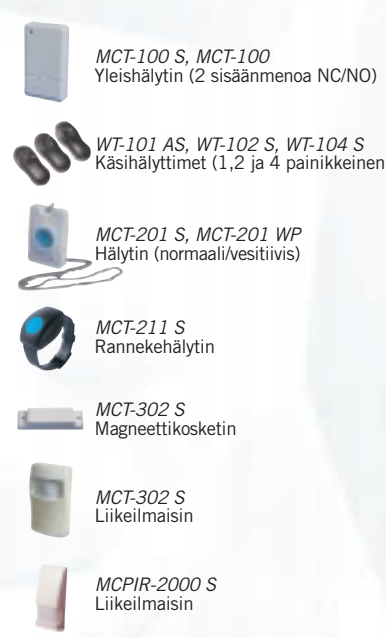 MCT-100 S, MCT-100
Yleishälytin (2 sisäänmenoa NC/NO)
WT-101 AS, WT-102 S, WT-104 S
Käsihälyttimet (1,2 ja 4 painikkeinen
MCT-201 S, MCT-201 WP
Hälytin (normaali/vesitiivis)
MCT-211 S
Rannekehälytin
MCT-302 S
Magneettikosketin
MCT-302 S
Liikeilmaisin
MCPIR-2000 S
Liikeilmaisin